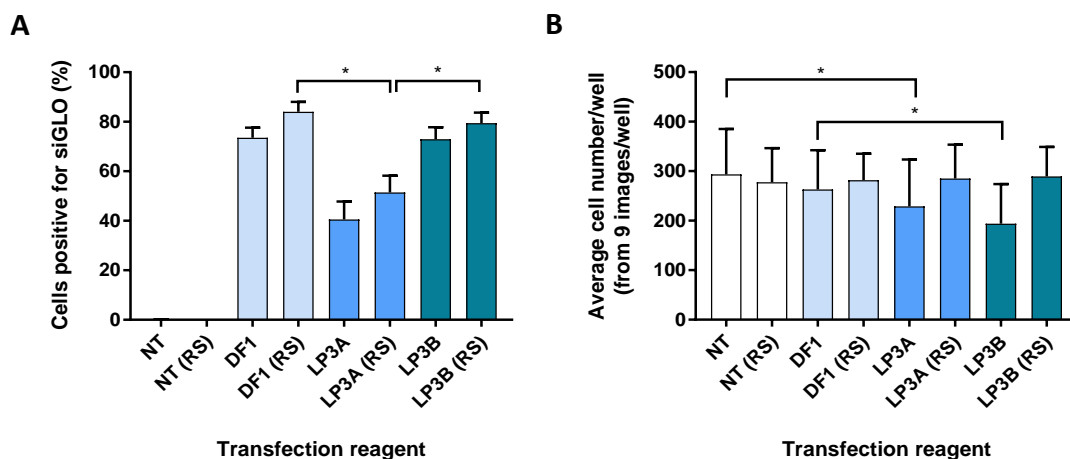 A
Cells positive for siGLO (%)
100
80
60
40
20
0
*
*
NT
NT (RS)
DF1
DF1 (RS)
LP3A
LP3A (RS)
LP3B
LP3B (RS)
Transfection reagent
B
Average cell number/well
(from 9 images/well)
500
400
300
200
100
0
*
*
NT
NT (RS)
DF1
DF1 (RS)
LP3A
LP3A (RS)
LP3B
LP3B (RS)
Transfection reagent